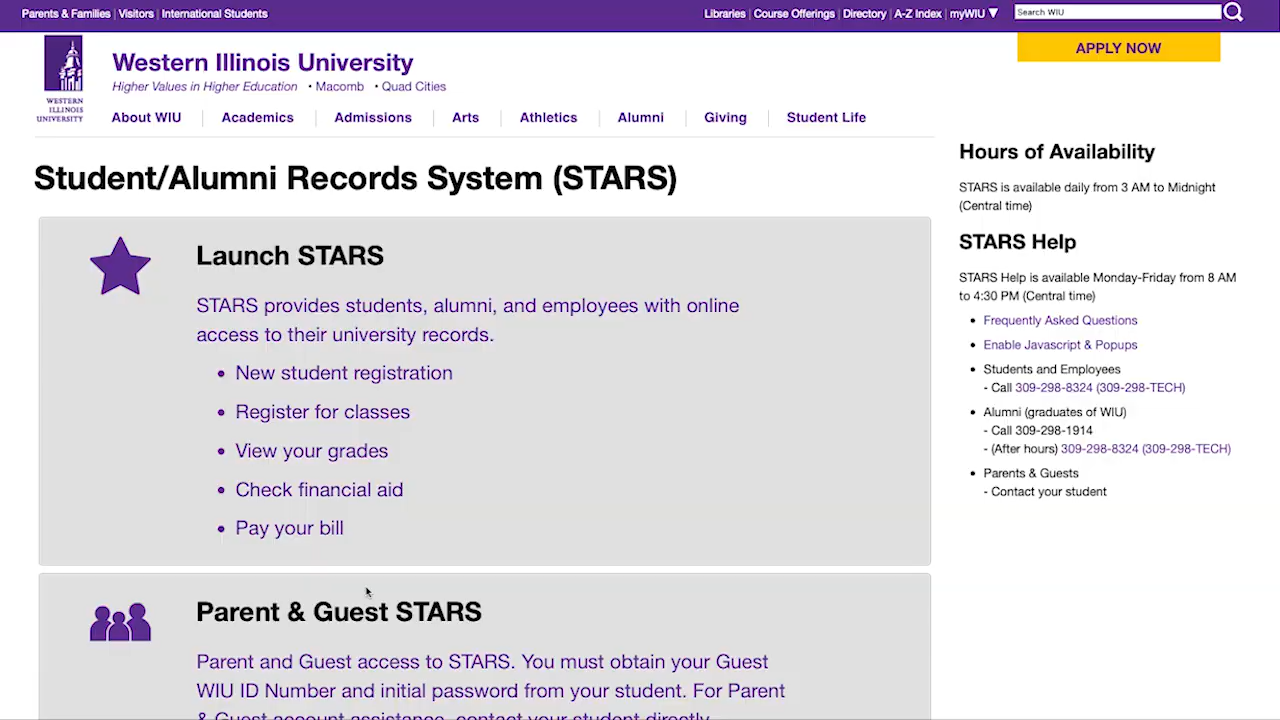 Parents & Families | Visitors | International Students
Libraries | Course Offerings | Directory | A-Z Index | myWIU ▼
Search WIU
APPLY NOW
WESTERN
ILLINOIS
UNIVERSITY
Western Illinois University
Higher Values in Higher Education • Macomb • Quad Cities
About WIU
Academics
Admissions
Arts
Athletics
Alumni
Giving
Student Life
Student/Alumni Records System (STARS)
Launch STARS
STARS provides students, alumni, and employees with online
access to their university records.
• New student registration
• Register for classes
• View your grades
• Check financial aid
• Pay your bill
Parent & Guest STARS
Parent and Guest access to STARS. You must obtain your Guest
WIU ID Number and initial password from your student. For Parent
& Guest account assistance, contact your student directly.
Hours of Availability
STARS is available daily from 3 AM to Midnight
(Central time)
STARS Help
STARS Help is available Monday-Friday from 8 AM
to 4:30 PM (Central time)
• Frequently Asked Questions
• Enable Javascript & Popups
• Students and Employees
- Call 309-298-8324 (309-298-TECH)
• Alumni (graduates of WIU)
- Call 309-298-1914
- (After hours) 309-298-8324 (309-298-TECH)
• Parents & Guests
- Contact your student